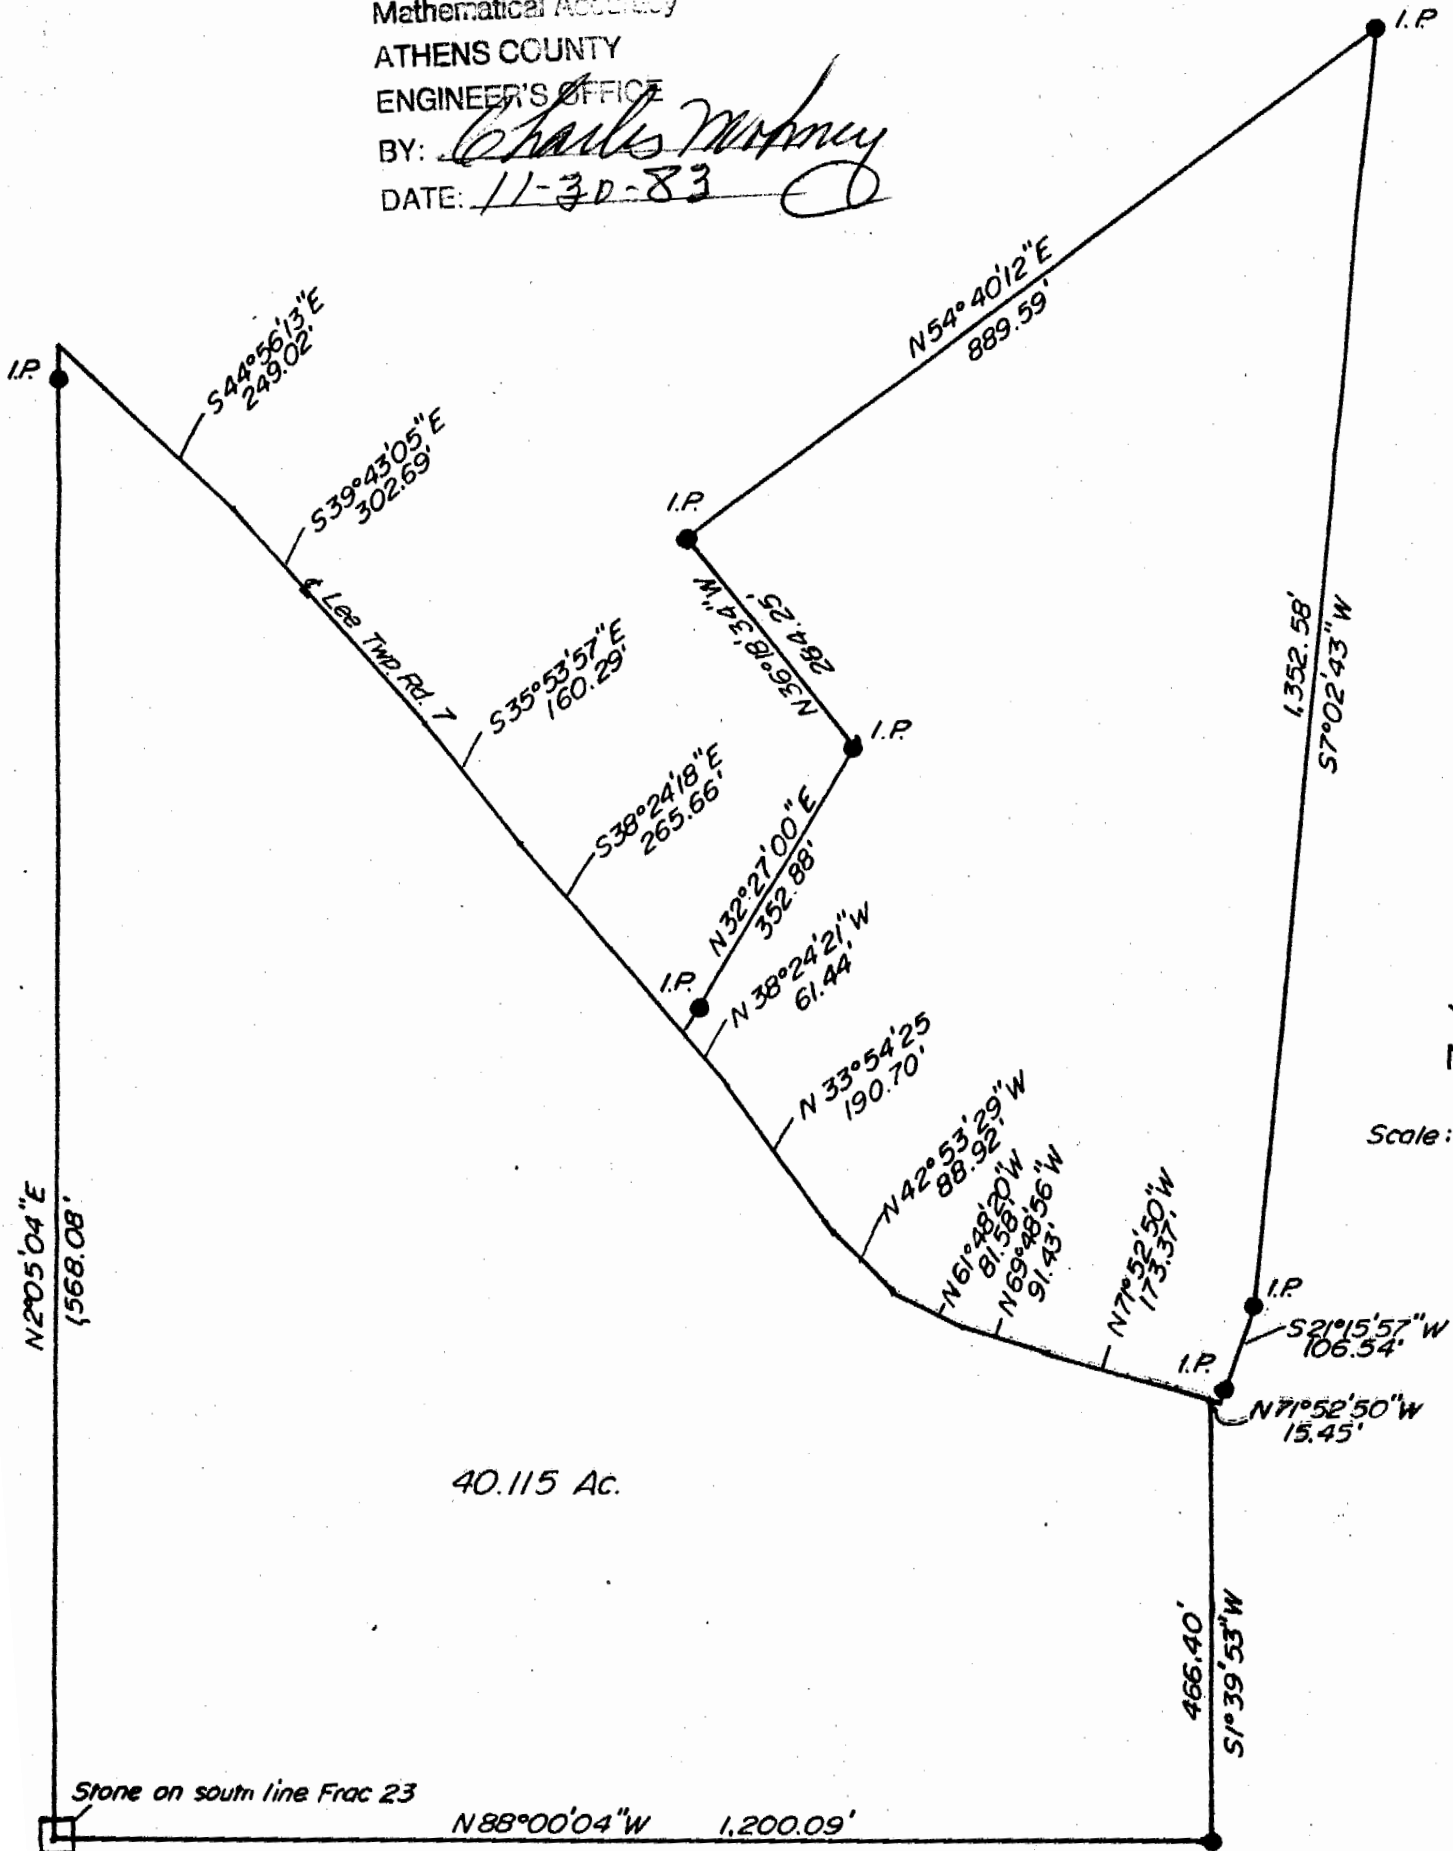 Mathematical Accuracy
ATHENS COUNTY
ENGINEER'S OFFICE
BY: Charles
DATE: 11-30-83
I.P.
N54°40'12"E
889.59'
S44°56'13"E
249.02'
I.P.
S39°43'05"E
302.69'
I.P.
℄ Lee Twp. Rd. 7
N36°18'34"W
264.25'
S35°53'57"E
160.29'
1,352.58'
S7°02'43"W
I.P.
S38°24'18"E
265.66'
N32°27'00"E
352.88'
I.P.
N 38°24'21"W
61.44'
N 33°54'25
190.70'
Scale:
N42°53'29"W
88.92'
N61°48'20"W
81.58'
N69°48'56"W
91.43'
N71°52'50"W
173.37'
N2°05'04"E
1,568.08'
I.P.
S21°15'57"W
106.54'
I.P.
N71°52'50"W
15.45'
40.115 Ac.
466.40'
S1°39'53"W
Stone on south line Frac 23
N88°00'04"W 1,200.09'